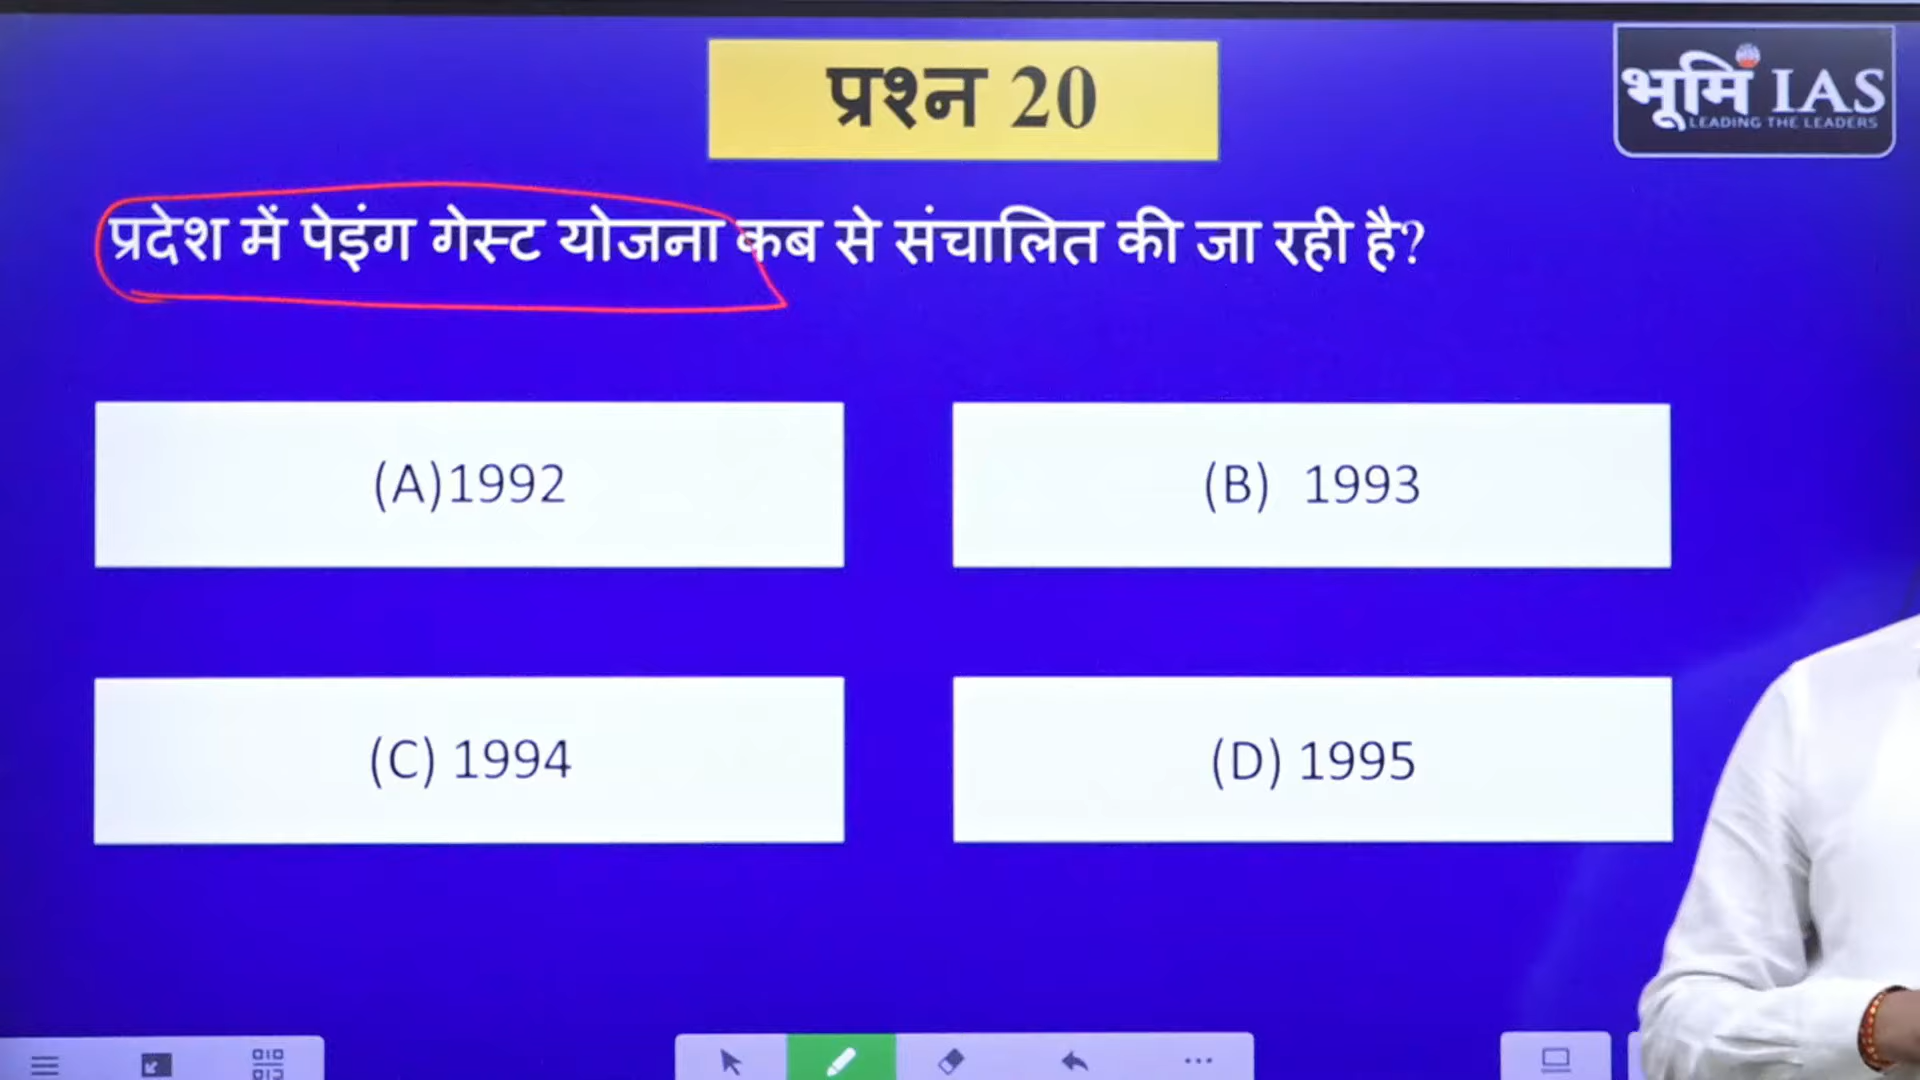 प्रश्न 20
भूमि IAS
LEADING THE LEADERS
प्रदेश में पेइंग गेस्ट योजना कब से संचालित की जा रही है?
(A)1992
(B) 1993
(C) 1994
(D) 1995